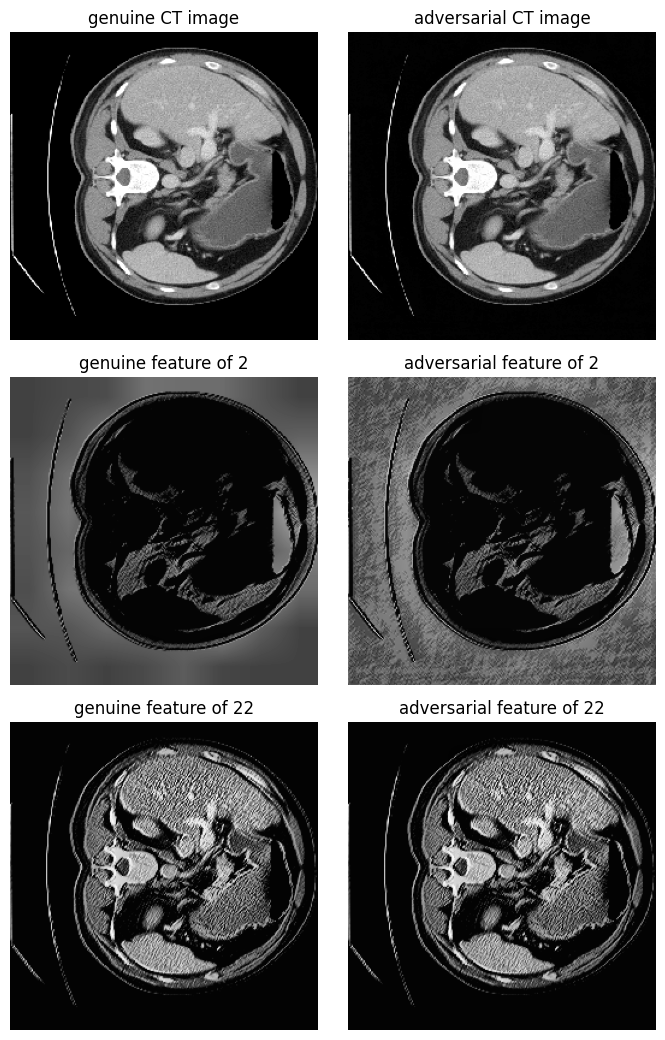 genuine CT image
adversarial CT image
genuine feature of 2
adversarial feature of 2
genuine feature of 22
adversarial feature of 22